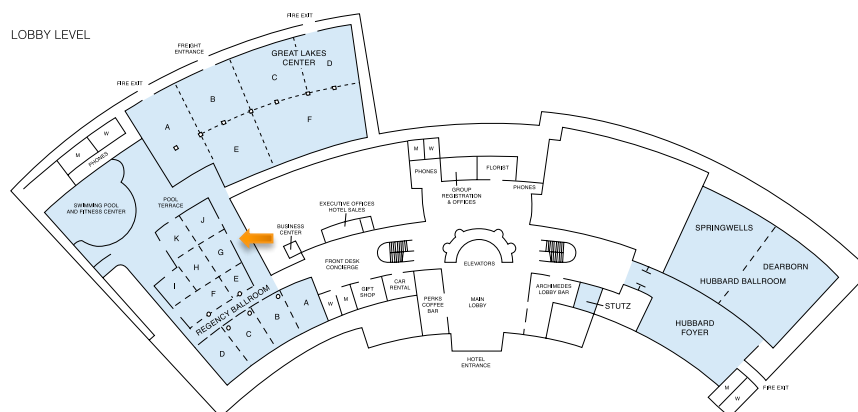 LOBBY LEVEL
FIRE EXIT
FREIGHT
ENTRANCE
FIRE EXIT
GREAT LAKES
CENTER
A
B
C
D
E
F
M
W
PHONES
SWIMMING POOL
AND FITNESS CENTER
POOL
TERRACE
J
K
G
H
I
E
F
REGENCY BALLROOM
A
B
C
D
BUSINESS
CENTER
EXECUTIVE OFFICES
HOTEL SALES
FRONT DESK
CONCIERGE
W
M
GIFT
SHOP
CAR
RENTAL
PERKS
COFFEE
BAR
M
W
PHONES
GROUP
REGISTRATION
& OFFICES
FLORIST
PHONES
ELEVATORS
MAIN
LOBBY
HOTEL
ENTRANCE
ARCHIMEDES
LOBBY BAR
STUTZ
SPRINGWELLS
DEARBORN
HUBBARD BALLROOM
HUBBARD
FOYER
M
W
FIRE EXIT